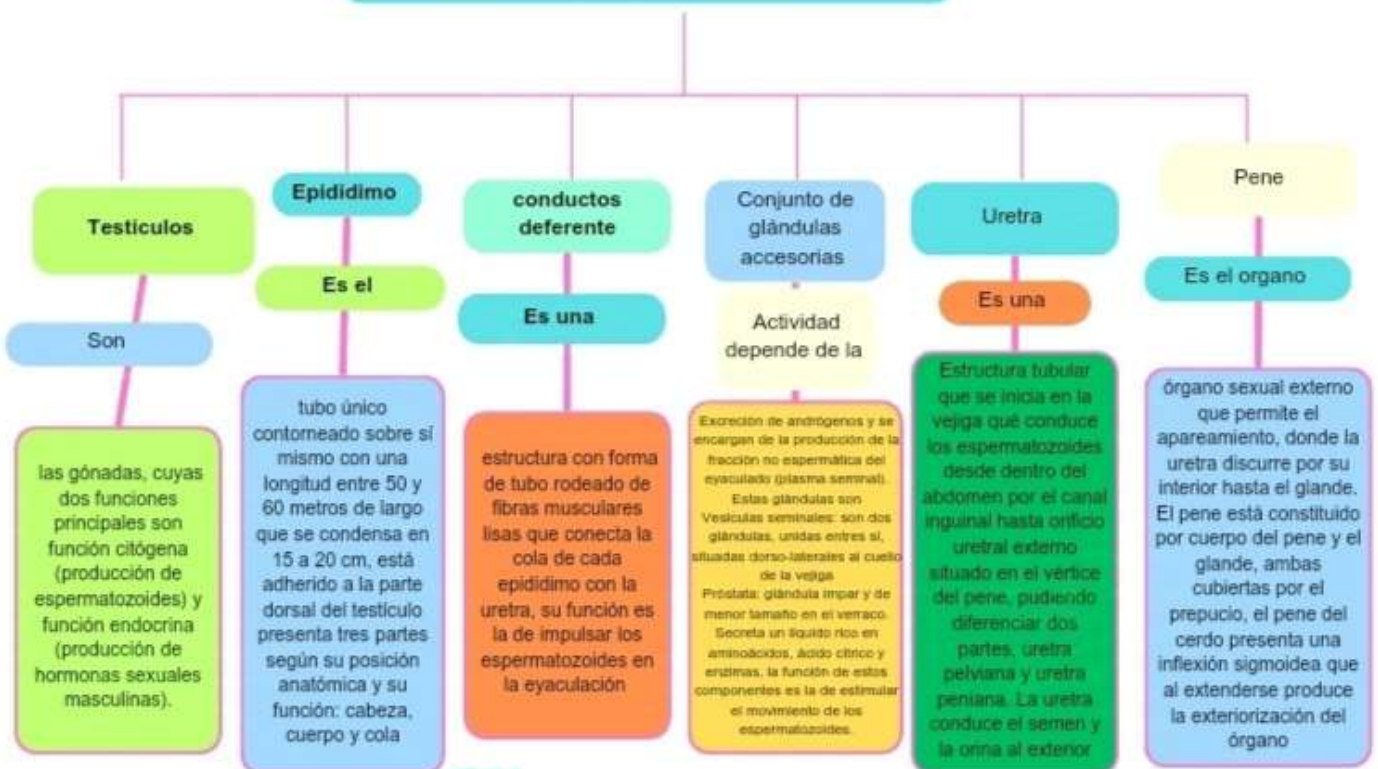 Testiculos
Son
las gónadas, cuyas
dos funciones
principales son
función citógena
(producción de
espermatozoides) y
función endocrina
(producción de
hormonas sexuales
masculinas).
Epididimo
Es el
tubo único
contorneado sobre sí
mismo con una
longitud entre 50 y
60 metros de largo
que se condensa en
15 a 20 cm, está
adherido a la parte
dorsal del testículo
presenta tres partes
según su posición
anatómica y su
función: cabeza,
cuerpo y cola
conductos
deferente
Es una
estructura con forma
de tubo rodeado de
fibras musculares
lisas que conecta la
cola de cada
epidídimo con la
uretra, su función es
la de impulsar los
espermatozoides en
la eyaculación
Conjunto de
glándulas
accesorias
Actividad
depende de la
Excreción de andrógenos y se
encargan de la producción de la
fracción no espermática del
eyaculado (plasma seminal).
Estas glándulas son
Vesículas seminales: son dos
glándulas, unidas entres sí,
situadas dorso-laterales al cuello
de la vejiga
Próstata: glándula impar y de
menor tamaño en el verraco.
Secreta un líquido rico en
aminoácidos, ácido cítrico y
enzimas, la función de estos
componentes es la de estimular
el movimiento de los
espermatozoides.
Uretra
Es una
Estructura tubular
que se inicia en la
vejiga qué conduce
los espermatozoides
desde dentro del
abdomen por el canal
inguinal hasta orificio
uretral externo
situado en el vértice
del pene, pudiendo
diferenciar dos
partes, uretra
pelviana y uretra
peniana. La uretra
conduce el semen y
la orina al exterior
Pene
Es el organo
órgano sexual externo
que permite el
apareamiento, donde la
uretra discurre por su
interior hasta el glande.
El pene está constituido
por cuerpo del pene y el
glande, ambas
cubiertas por el
prepucio, el pene del
cerdo presenta una
inflexión sigmoidea que
al extenderse produce
la exteriorización del
órgano